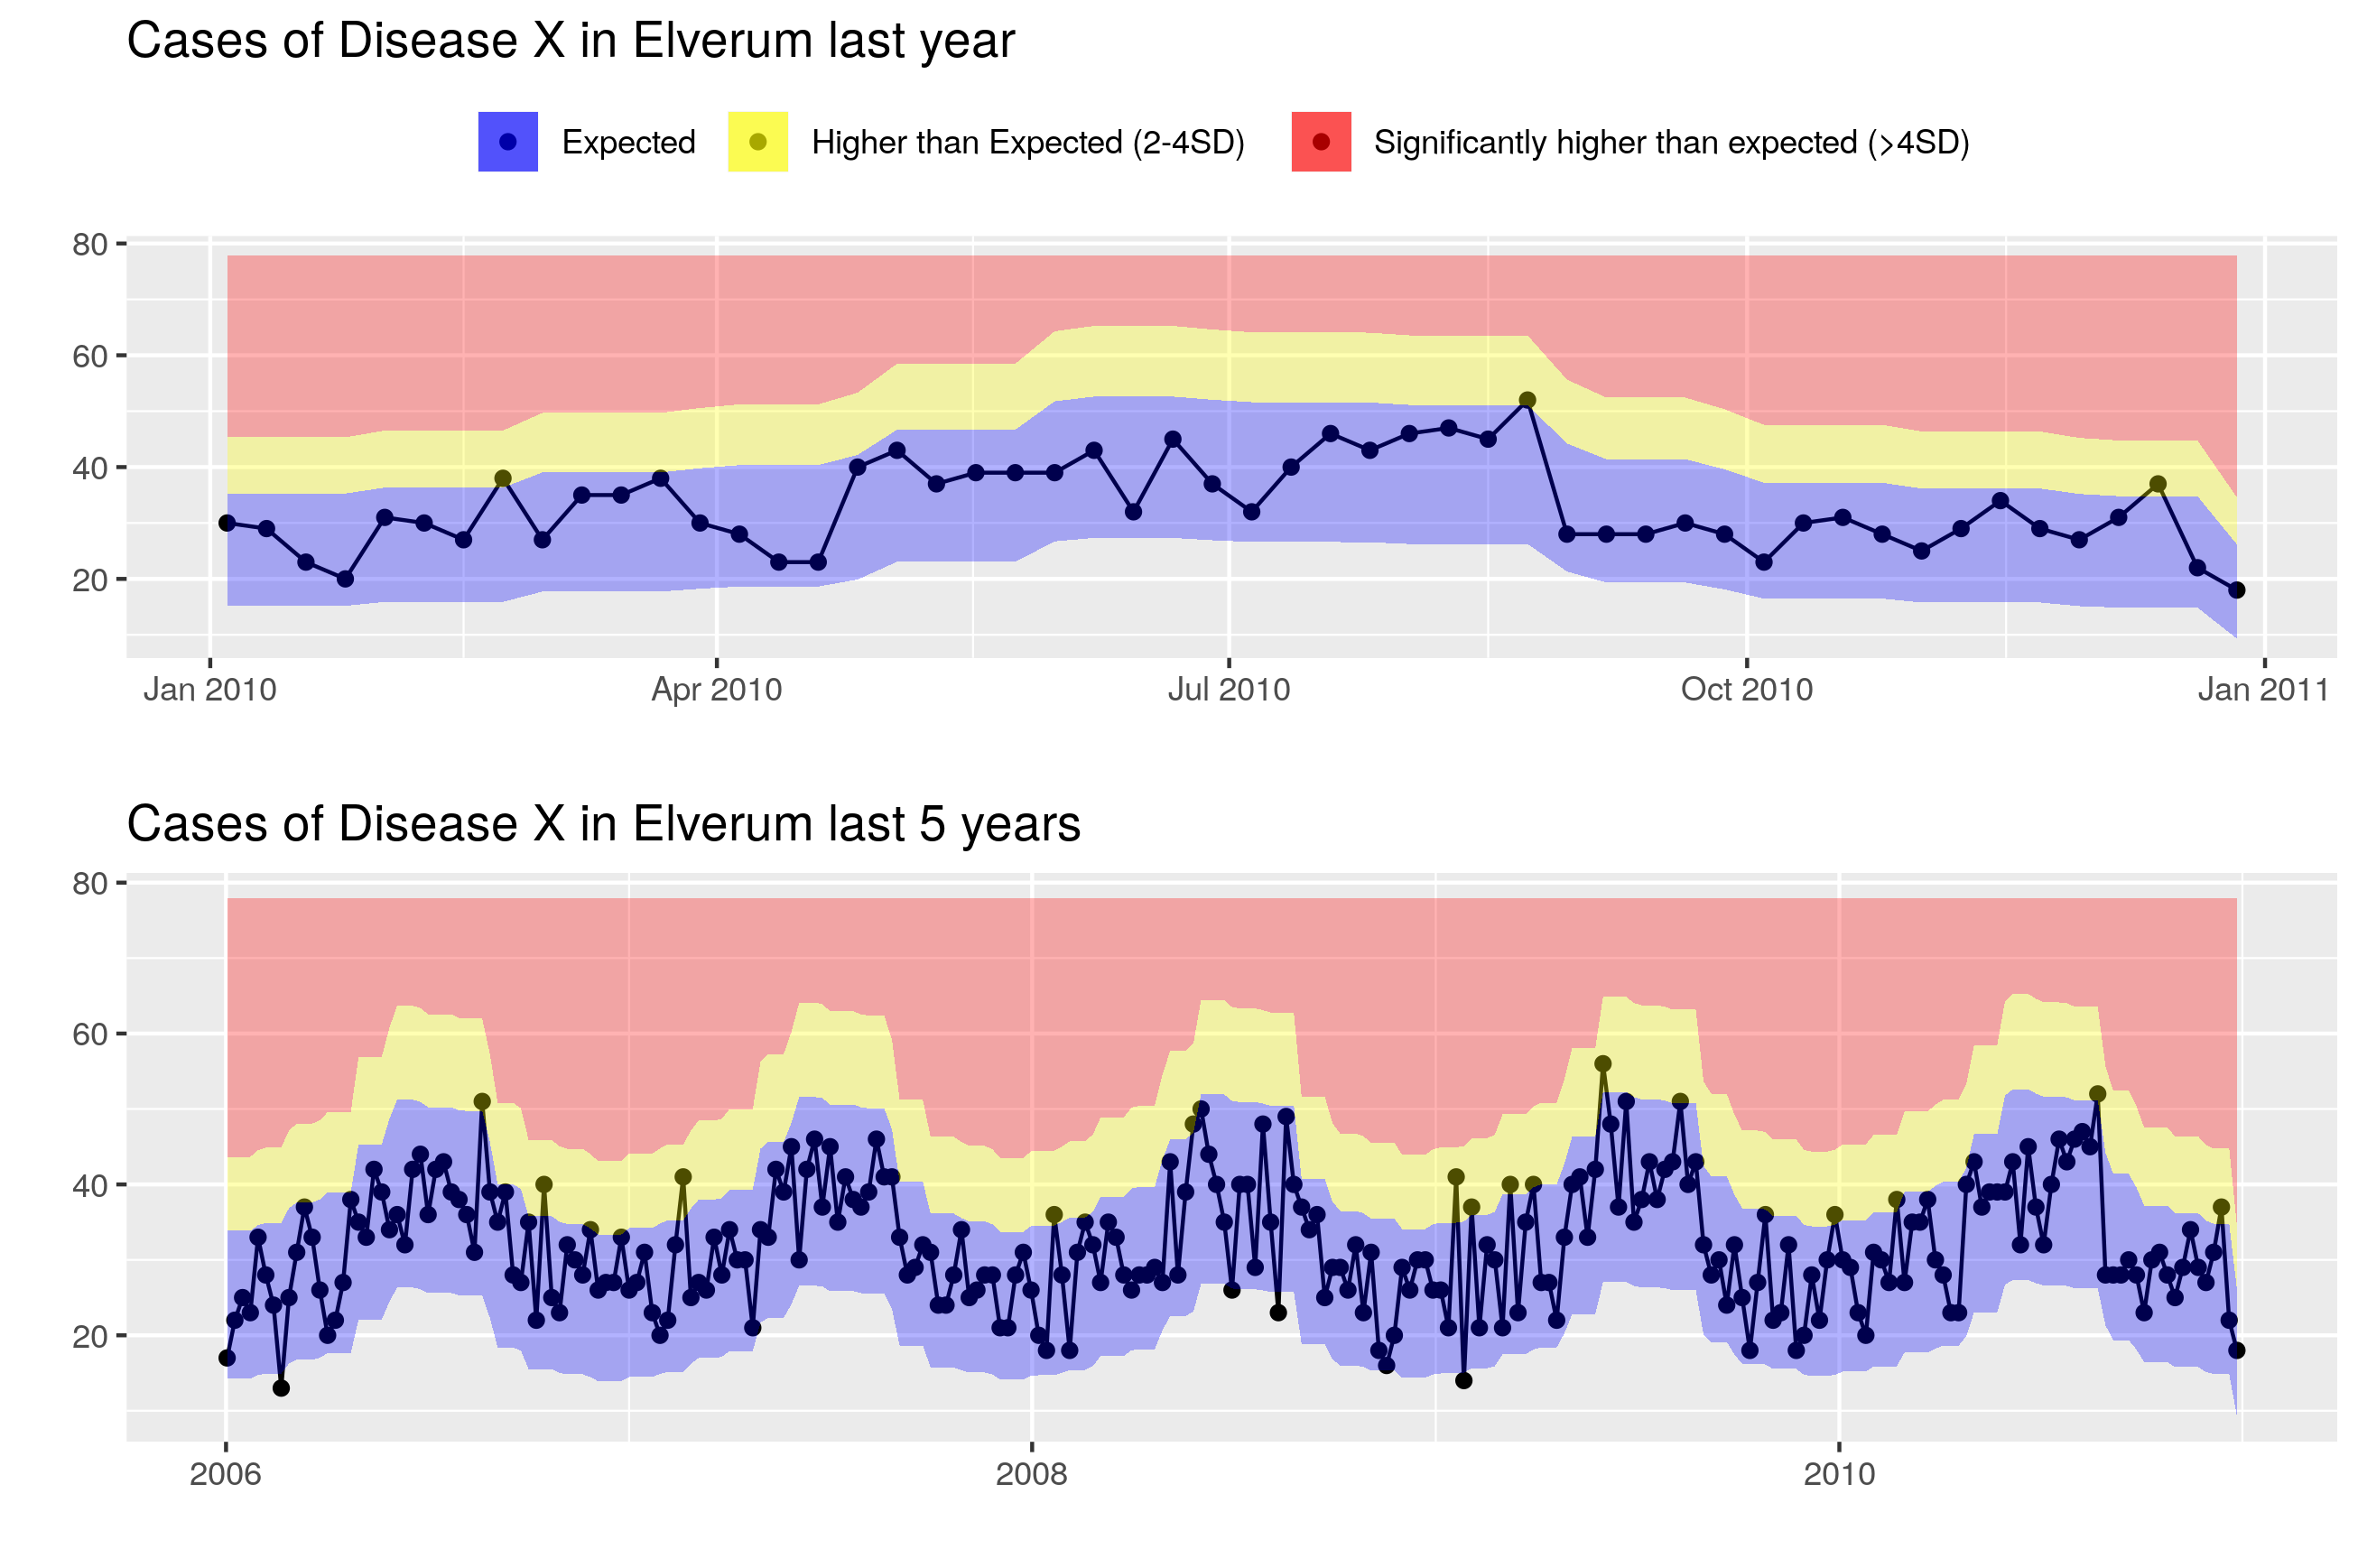 Cases of Disease X in Elverum last year
Expected Higher than Expected (2-4SD) Significantly higher than expected (>4SD)
80
60
40
20
Jan 2010 Apr 2010 Jul 2010 Oct 2010 Jan 2011
Cases of Disease X in Elverum last 5 years
80
60
40
20
2006 2008 2010